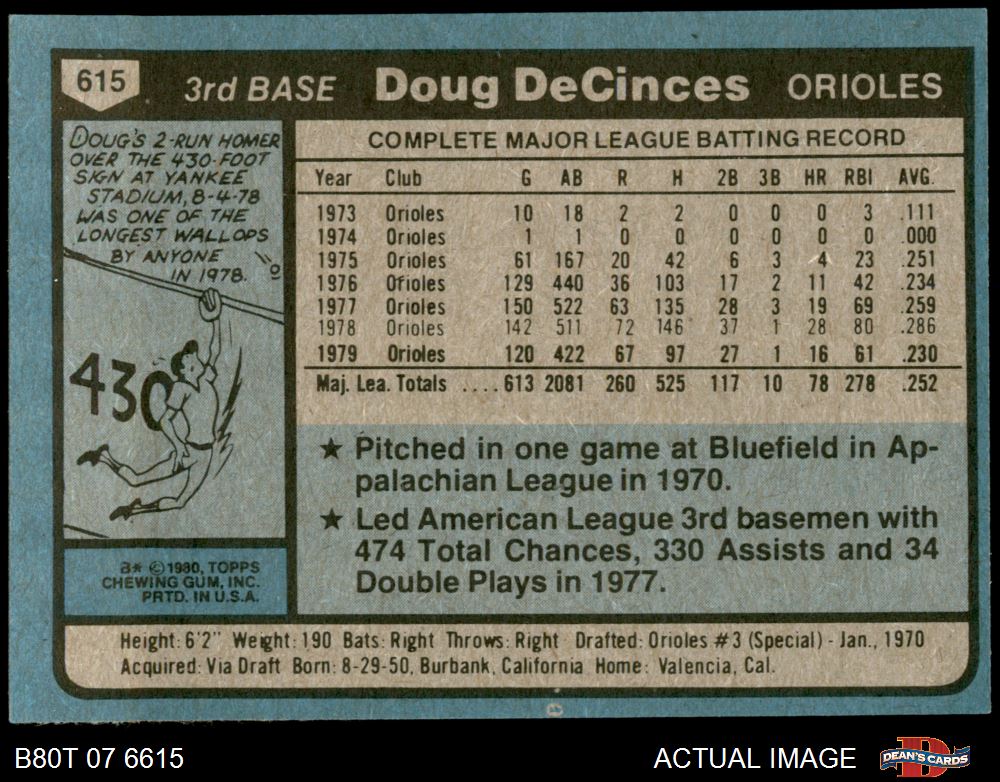 615 3rd BASE Doug DeCinces ORIOLES
DOUG'S 2-RUN HOMER
OVER THE 430-FOOT
SIGN AT YANKEE
STADIUM, 8-4-78
WAS ONE OF THE
LONGEST WALLOPS
BY ANYONE
IN 1978.
430
B* © 1980, TOPPS
CHEWING GUM, INC.
PRTD. IN U.S.A.
COMPLETE MAJOR LEAGUE BATTING RECORD
Year Club G AB R H 2B 3B HR RBI AVG.
1973 Orioles 10 18 2 2 0 0 0 3 .111
1974 Orioles 1 1 0 0 0 0 0 0 .000
1975 Orioles 61 167 20 42 6 3 4 23 .251
1976 Orioles 129 440 36 103 17 2 11 42 .234
1977 Orioles 150 522 63 135 28 3 19 69 .259
1978 Orioles 142 511 72 146 37 1 28 80 .286
1979 Orioles 120 422 67 97 27 1 16 61 .230
Maj. Lea. Totals .... 613 2081 260 525 117 10 78 278 .252
★ Pitched in one game at Bluefield in Ap-
palachian League in 1970.
★ Led American League 3rd basemen with
474 Total Chances, 330 Assists and 34
Double Plays in 1977.
Height: 6'2" Weight: 190 Bats: Right Throws: Right Drafted: Orioles #3 (Special) - Jan., 1970
Acquired: Via Draft Born: 8-29-50, Burbank, California Home: Valencia, Cal.
B80T 07 6615 ACTUAL IMAGE DEAN'S CARDS